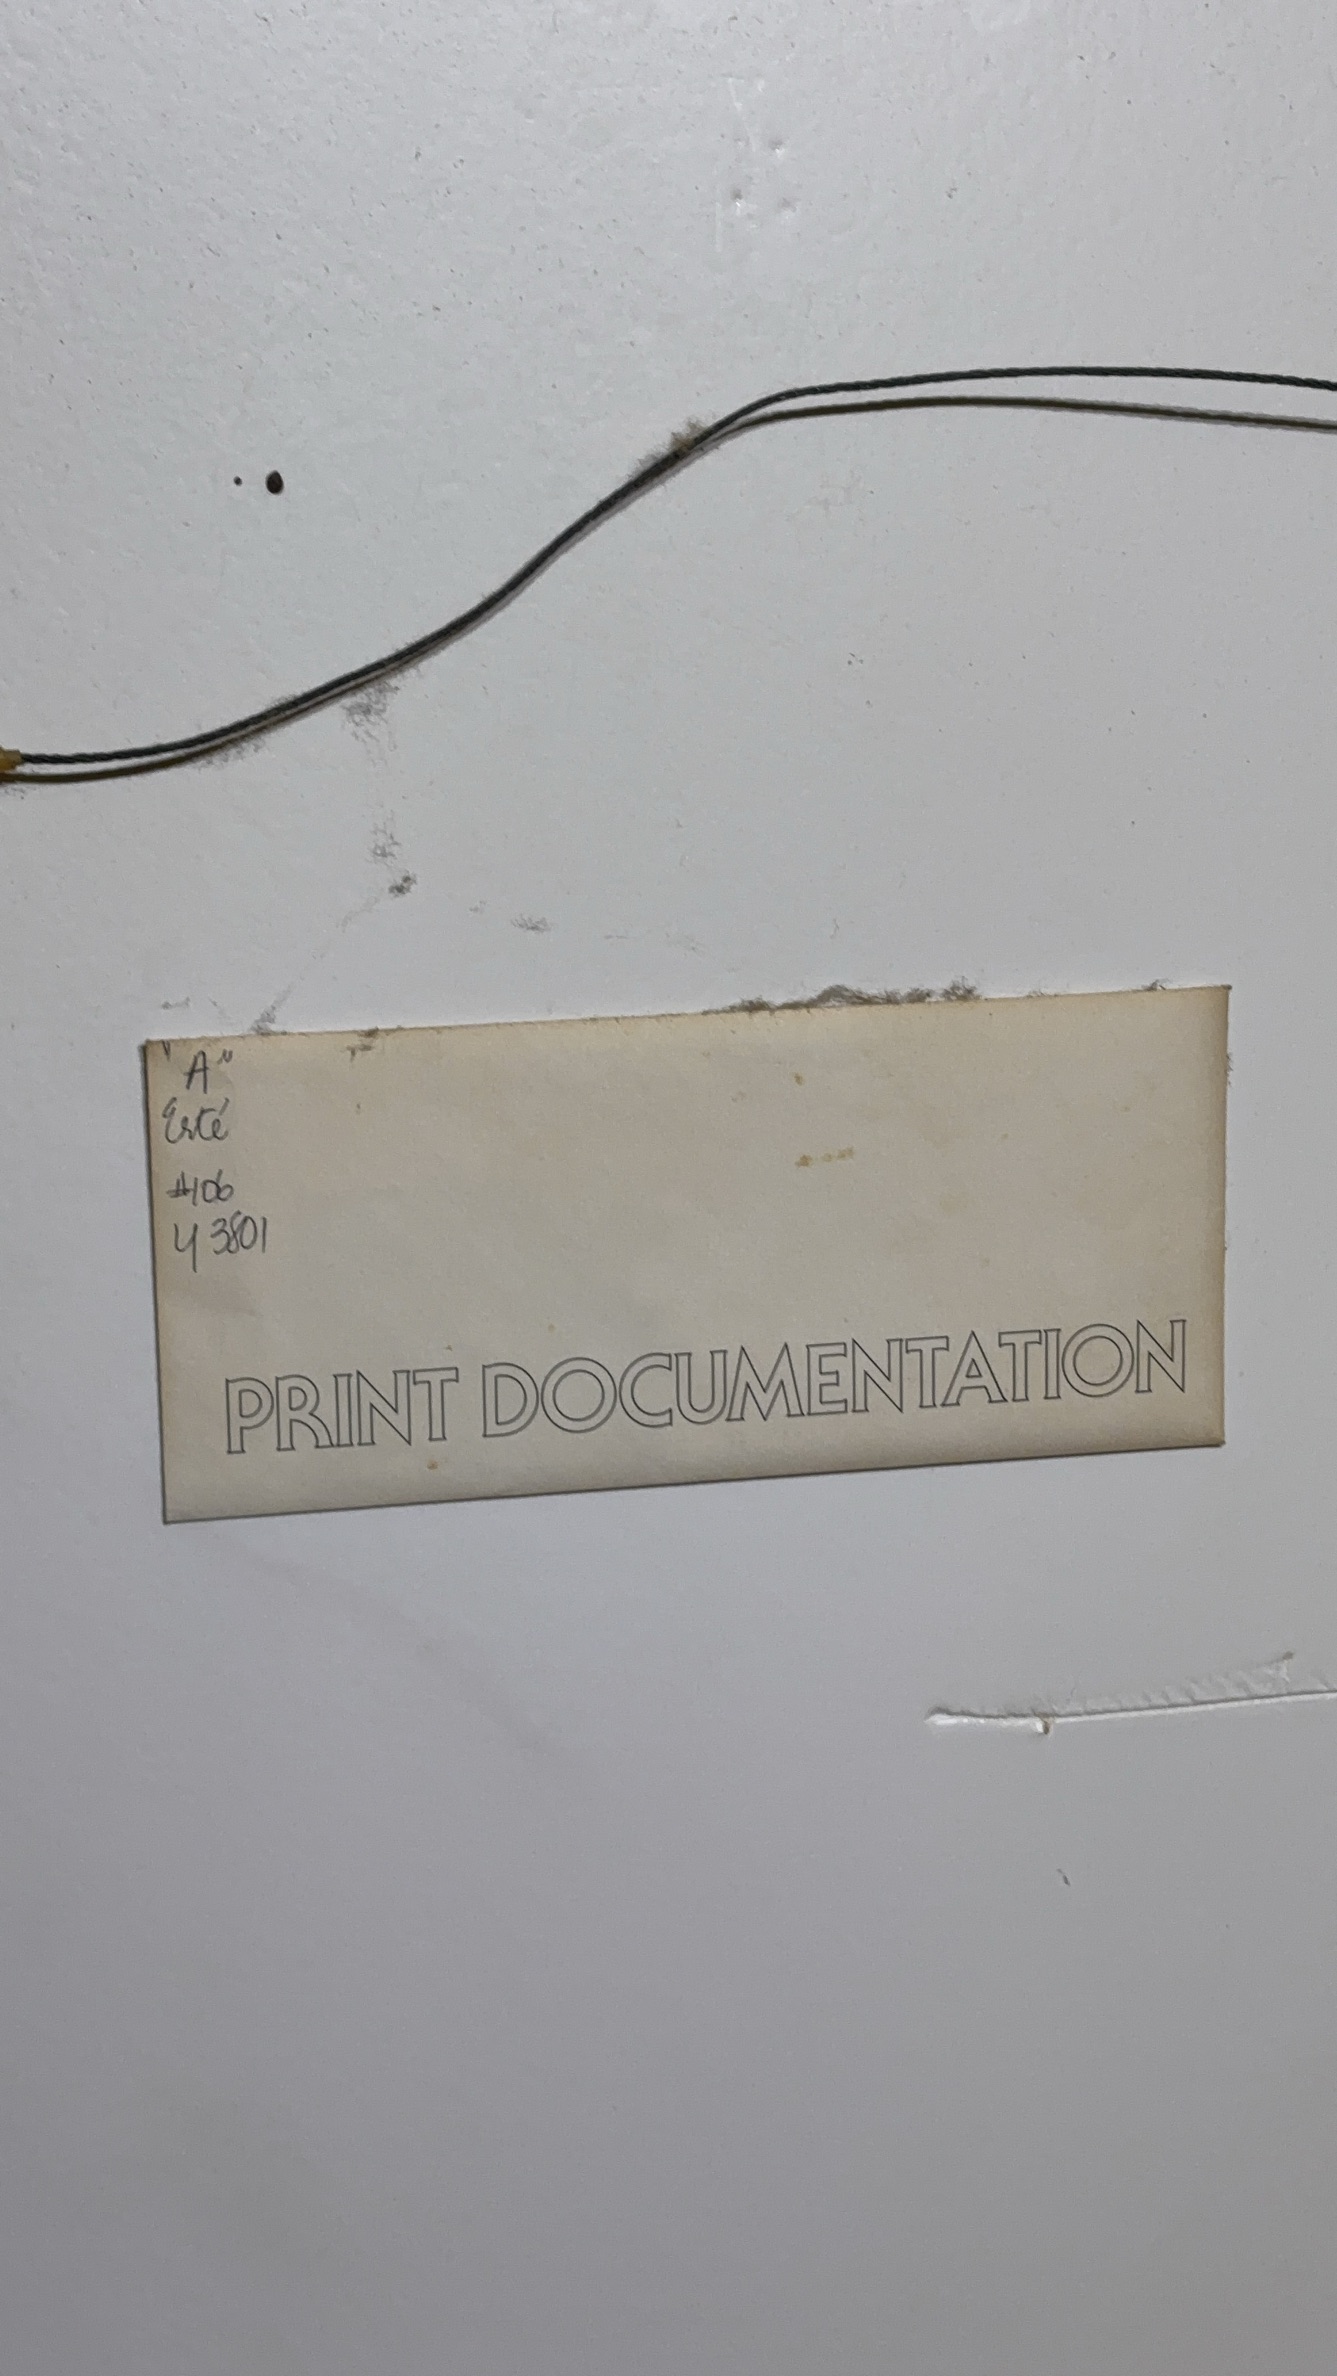 "A"
Erté
#106
Y 3801
PRINT DOCUMENTATION